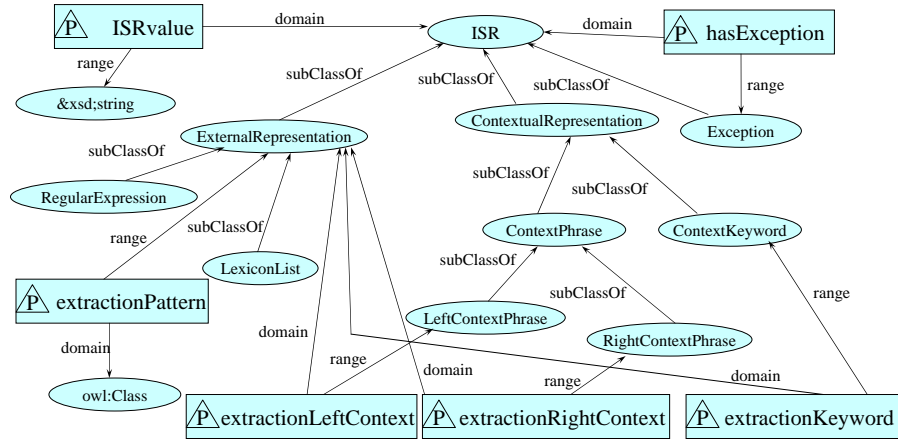 P ISRvalue
domain
ISR
domain
P hasException
range
subClassOf
subClassOf
subClassOf
range
&xsd;string
ExternalRepresentation
ContextualRepresentation
Exception
subClassOf
RegularExpression
subClassOf
subClassOf
subClassOf
range
ContextPhrase
ContextKeyword
LexiconList
subClassOf
P extractionPattern
subClassOf
range
LeftContextPhrase
domain
domain
range
RightContextPhrase
owl:Class
domain
range
domain
P extractionLeftContext
P extractionRightContext
P extractionKeyword